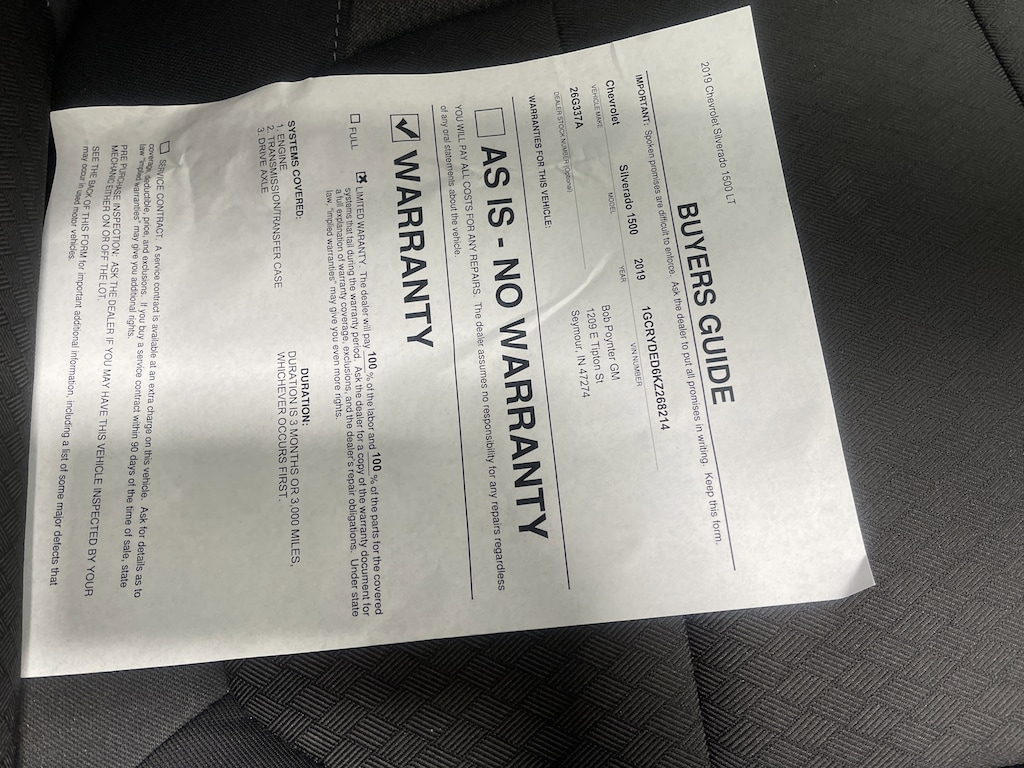 2019 Chevrolet Silverado 1500 LT
BUYERS GUIDE
IMPORTANT: Spoken promises are difficult to enforce. Ask the dealer to put all promises in writing. Keep this form.
Chevrolet Silverado 1500 2019 1GCRYDED6KZ268214
VEHICLE MAKE MODEL YEAR VIN NUMBER
26G337A Bob Poynter GM
DEALER STOCK NUMBER (Optional) 1209 E Tipton St
Seymour, IN 47274
WARRANTIES FOR THIS VEHICLE:
AS IS - NO WARRANTY
YOU WILL PAY ALL COSTS FOR ANY REPAIRS. The dealer assumes no responsibility for any repairs regardless
of any oral statements about the vehicle.
WARRANTY
FULL LIMITED WARRANTY. The dealer will pay 100 % of the labor and 100 % of the parts for the covered
systems that fail during the warranty period. Ask the dealer for a copy of the warranty document for
a full explanation of warranty coverage, exclusions, and the dealer's repair obligations. Under state
law, "implied warranties" may give you even more rights.
SYSTEMS COVERED: DURATION:
1. ENGINE DURATION IS 3 MONTHS OR 3,000 MILES,
2. TRANSMISSION/TRANSFER CASE WHICHEVER OCCURS FIRST.
3. DRIVE AXLE
SERVICE CONTRACT. A service contract is available at an extra charge on this vehicle. Ask for details as to
coverage, deductible, price, and exclusions. If you buy a service contract within 90 days of the time of sale, state
law "implied warranties" may give you additional rights.
PRE PURCHASE INSPECTION: ASK THE DEALER IF YOU MAY HAVE THIS VEHICLE INSPECTED BY YOUR
MECHANIC EITHER ON OR OFF THE LOT.
SEE THE BACK OF THIS FORM for important additional information, including a list of some major defects that
may occur in used motor vehicles.